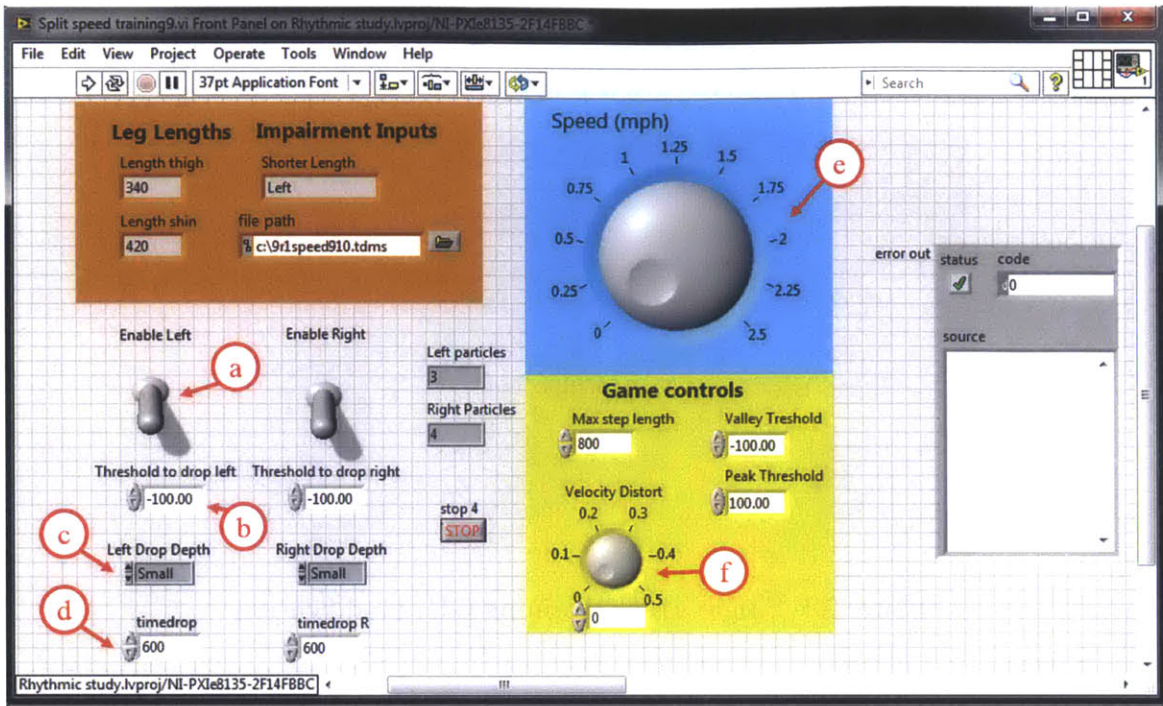 Split speed training9.vi Front Panel on Rhythmic study.lvproj/NI-PXIe8135-2F14FBBC *
File Edit View Project Operate Tools Window Help
37pt Application Font
Search
1
Leg Lengths Impairment Inputs
Length thigh Shorter Length
340 Left
Length shin file path
420 c:\9r1speed910.tdms
Speed (mph)
0
0.25
0.5
0.75
1
1.25
1.5
1.75
2
2.25
2.5
e
error out
status code
0
source
Enable Left Enable Right
a
Left particles
3
Right Particles
4
Threshold to drop left Threshold to drop right
-100.00 -100.00
b
stop 4
STOP
c
Left Drop Depth Right Drop Depth
Small Small
d
timedrop timedrop R
600 600
Game controls
Max step length Valley Treshold
800 -100.00
Peak Threshold
100.00
Velocity Distort
0
0.1
0.2
0.3
0.4
0.5
0
f
Rhythmic study.lvproj/NI-PXIe8135-2F14FBBC